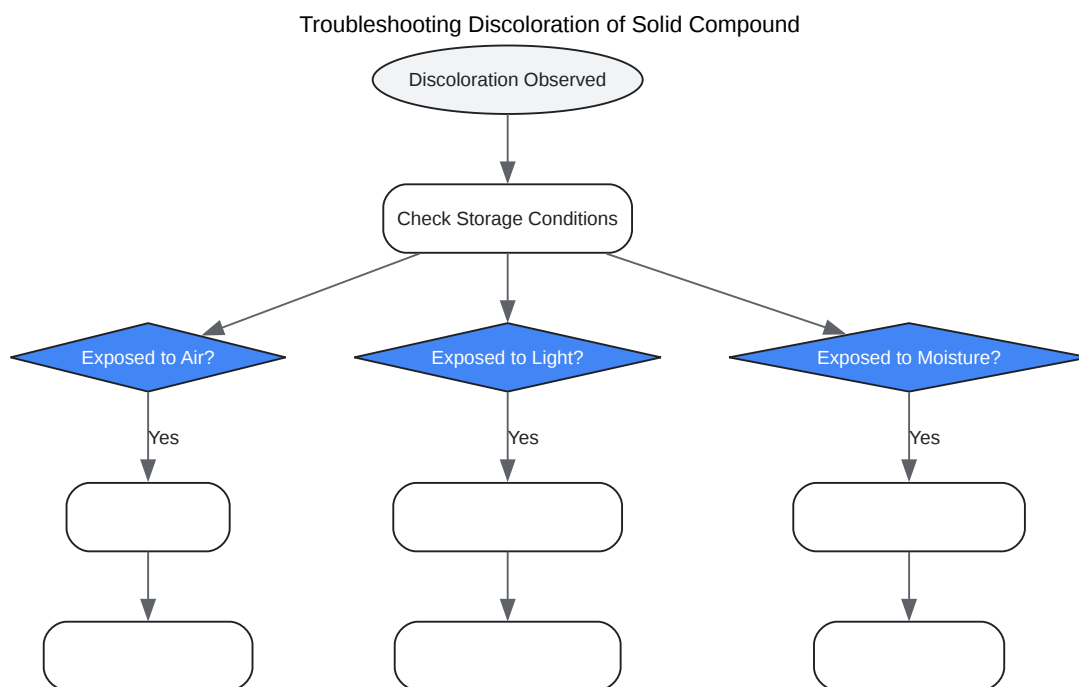 Troubleshooting Discoloration of Solid Compound
Discoloration Observed
Check Storage Conditions
Exposed to Air?
Exposed to Light?
Exposed to Moisture?
Yes
Yes
Yes